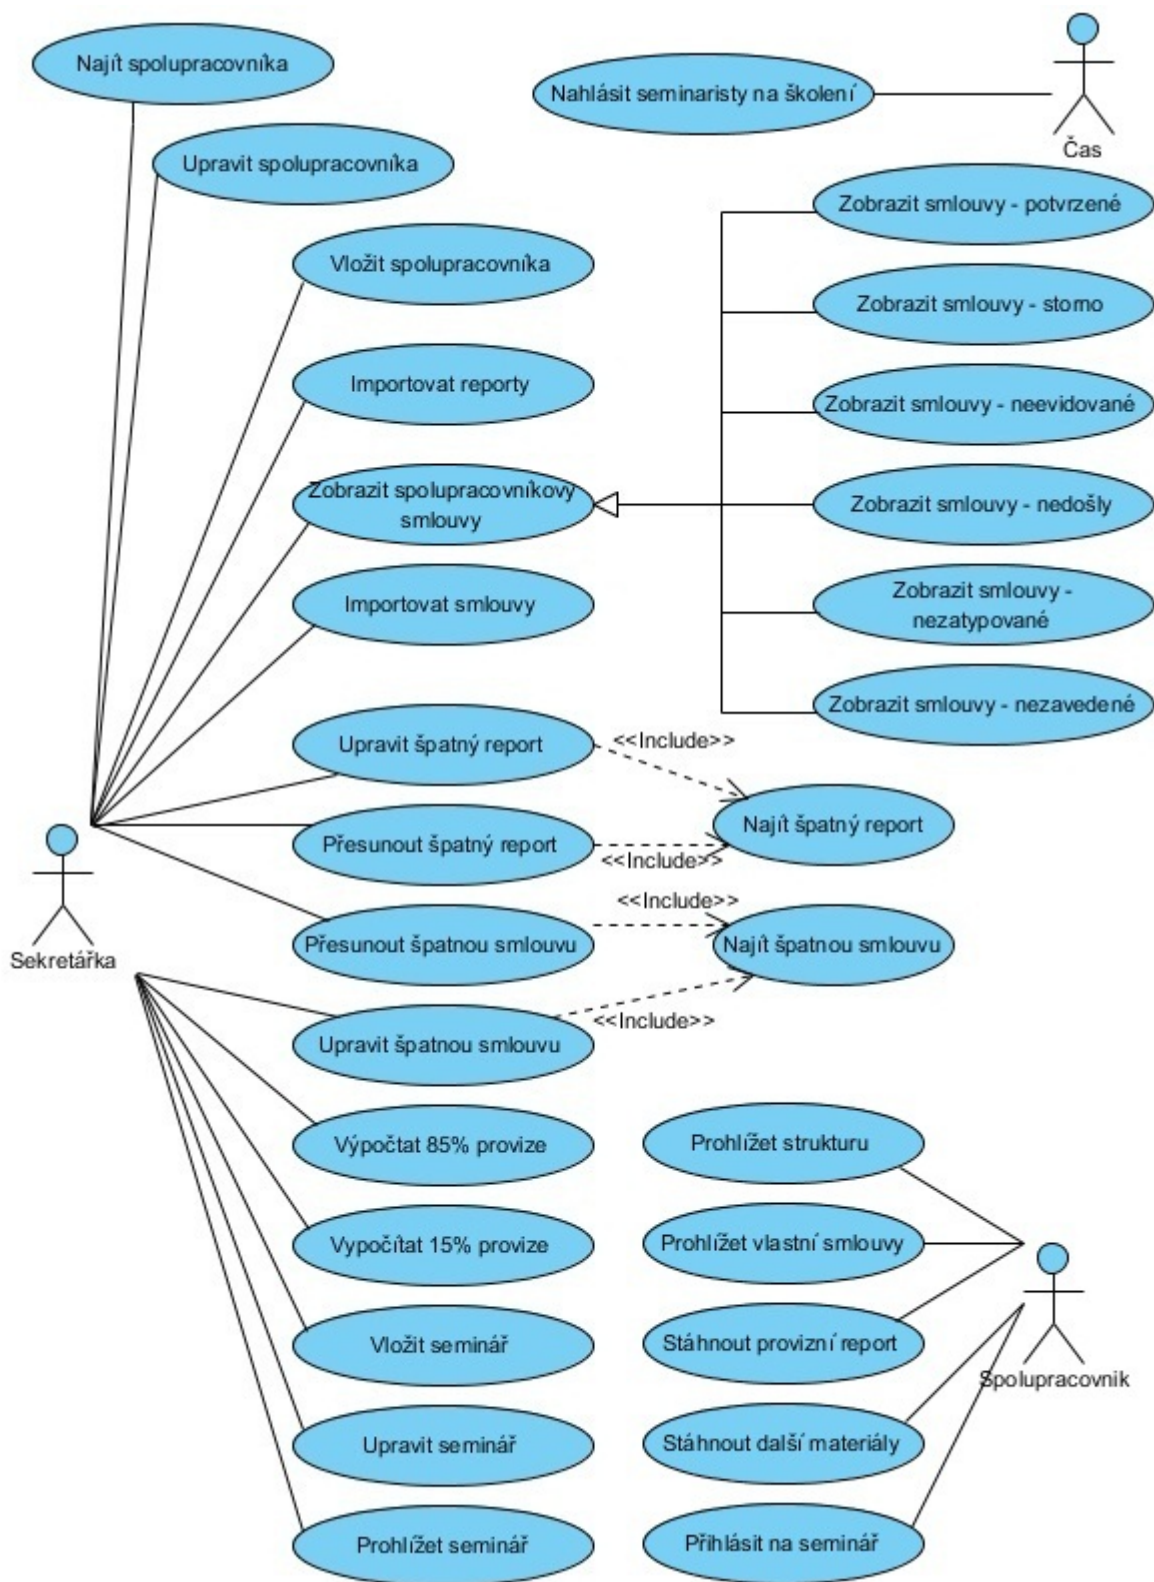 Najít spolupracovníka
Nahlásit seminaristy na školení
Čas
Upravit spolupracovníka
Zobrazit smlouvy - potvrzené
Vložit spolupracovníka
Zobrazit smlouvy - storno
Importovat reporty
Zobrazit smlouvy - neevidované
Zobrazit spolupracovníkovy
smlouvy
Zobrazit smlouvy - nedošly
Importovat smlouvy
Zobrazit smlouvy -
nezatypované
Zobrazit smlouvy - nezavedené
Upravit špatný report
<<Include>>
Najít špatný report
Přesunout špatný report
<<Include>>
<<Include>>
Přesunout špatnou smlouvu
Najít špatnou smlouvu
Sekretářka
<<Include>>
Upravit špatnou smlouvu
Výpočtat 85% provize
Prohlížet strukturu
Vypočítat 15% provize
Prohlížet vlastní smlouvy
Vložit seminář
Stáhnout provizní report
Spolupracovnik
Upravit seminář
Stáhnout další materiály
Prohlížet seminář
Přihlásit na seminář